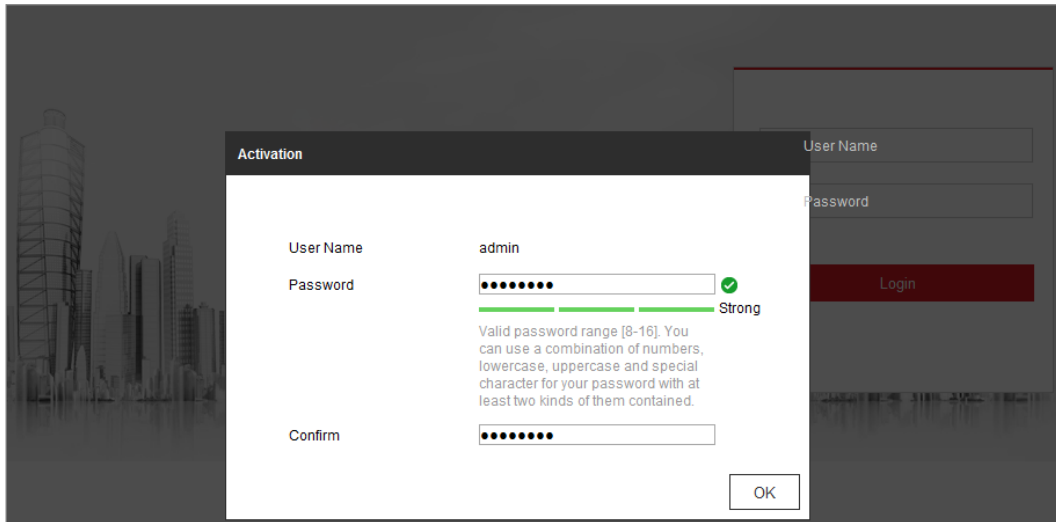 Activation
User Name
Password
Login
User Name admin
Password ●●●●●●●●
Strong
Valid password range [8-16]. You
can use a combination of numbers,
lowercase, uppercase and special
character for your password with at
least two kinds of them contained.
Confirm ●●●●●●●●
OK